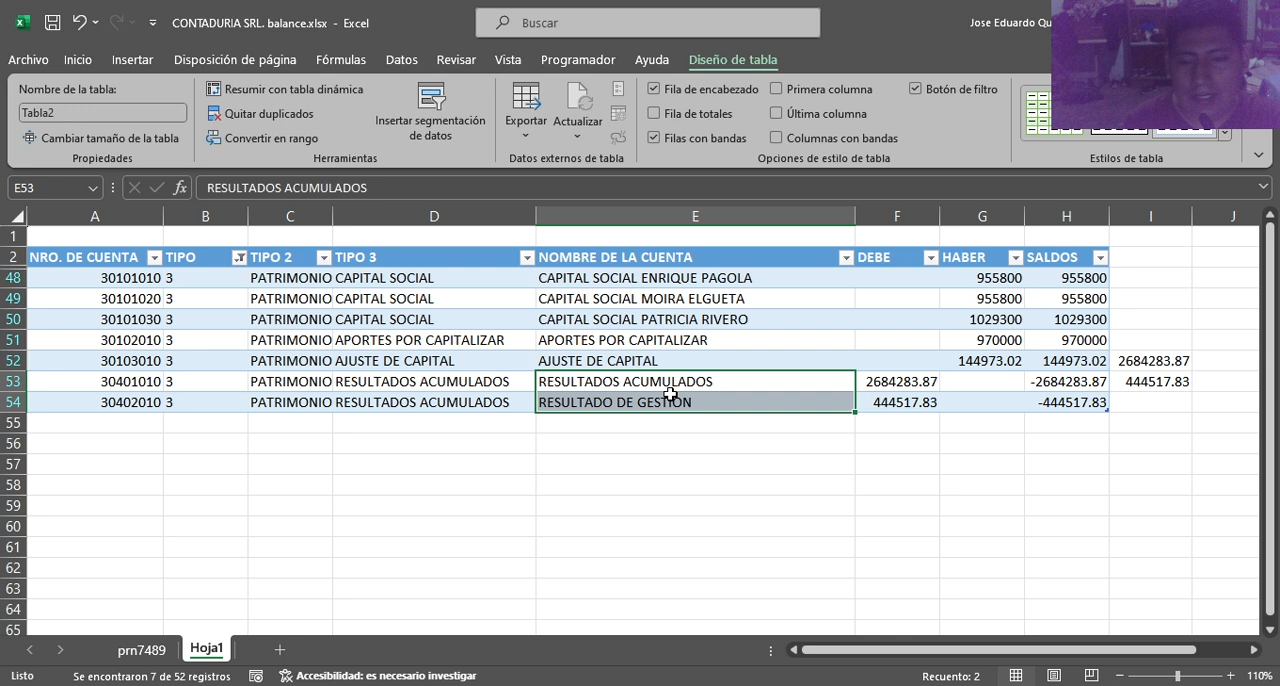 CONTADURIA SRL. balance.xlsx - Excel
Buscar
Jose Eduardo Qu
Archivo Inicio Insertar Disposición de página Fórmulas Datos Revisar Vista Programador Ayuda Diseño de tabla
Nombre de la tabla:
Tabla2
Cambiar tamaño de la tabla
Propiedades
Resumir con tabla dinámica
Quitar duplicados
Convertir en rango
Insertar segmentación
de datos
Herramientas
Exportar
Actualizar
Datos externos de tabla
Fila de encabezado Primera columna Botón de filtro
Fila de totales Última columna
Filas con bandas Columnas con bandas
Opciones de estilo de tabla
Estilos de tabla
E53 fx RESULTADOS ACUMULADOS
A B C D E F G H I J
1
2 NRO. DE CUENTA TIPO TIPO 2 TIPO 3 NOMBRE DE LA CUENTA DEBE HABER SALDOS
48 30101010 3 PATRIMONIO CAPITAL SOCIAL CAPITAL SOCIAL ENRIQUE PAGOLA 955800 955800
49 30101020 3 PATRIMONIO CAPITAL SOCIAL CAPITAL SOCIAL MOIRA ELGUETA 955800 955800
50 30101030 3 PATRIMONIO CAPITAL SOCIAL CAPITAL SOCIAL PATRICIA RIVERO 1029300 1029300
51 30102010 3 PATRIMONIO APORTES POR CAPITALIZAR APORTES POR CAPITALIZAR 970000 970000
52 30103010 3 PATRIMONIO AJUSTE DE CAPITAL AJUSTE DE CAPITAL 144973.02 144973.02 2684283.87
53 30401010 3 PATRIMONIO RESULTADOS ACUMULADOS RESULTADOS ACUMULADOS 2684283.87 -2684283.87 444517.83
54 30402010 3 PATRIMONIO RESULTADOS ACUMULADOS RESULTADO DE GESTION 444517.83 -444517.83
55
56
57
58
59
60
61
62
63
64
65
prn7489 Hoja1
Listo Se encontraron 7 de 52 registros Accesibilidad: es necesario investigar Recuento: 2 110%